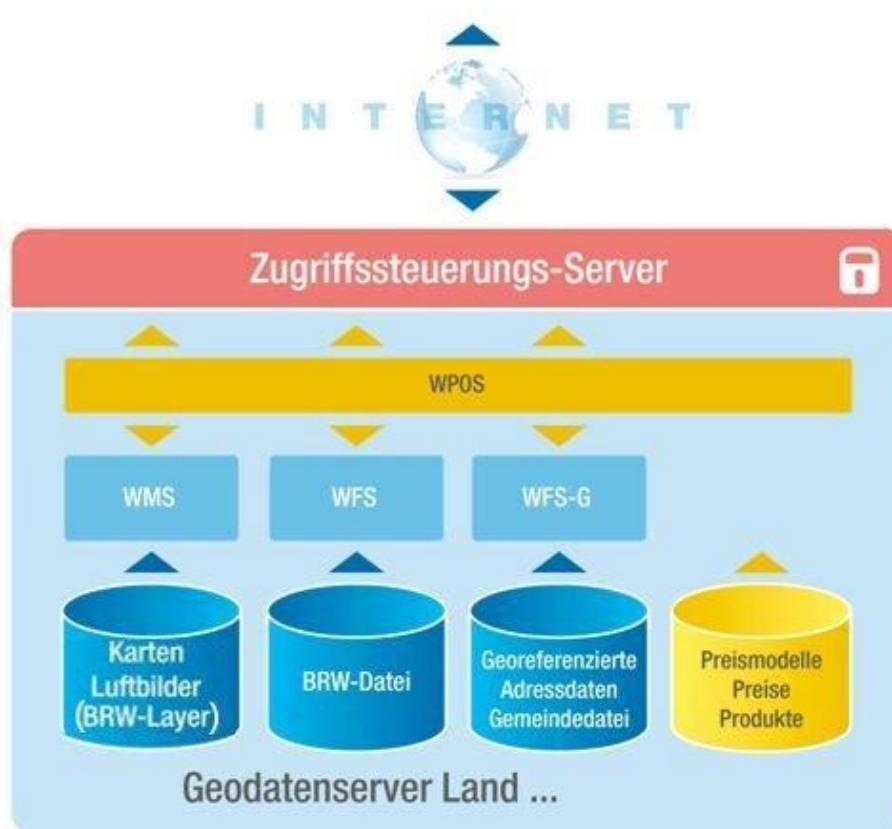 INTERNET
Zugriffssteuerungs-Server
WPOS
WMS
WFS
WFS-G
Karten
Luftbilder
(BRW-Layer)
BRW-Datei
Georeferenzierte
Adressdaten
Gemeindedatei
Preismodelle
Preise
Produkte
Geodatenserver Land ...